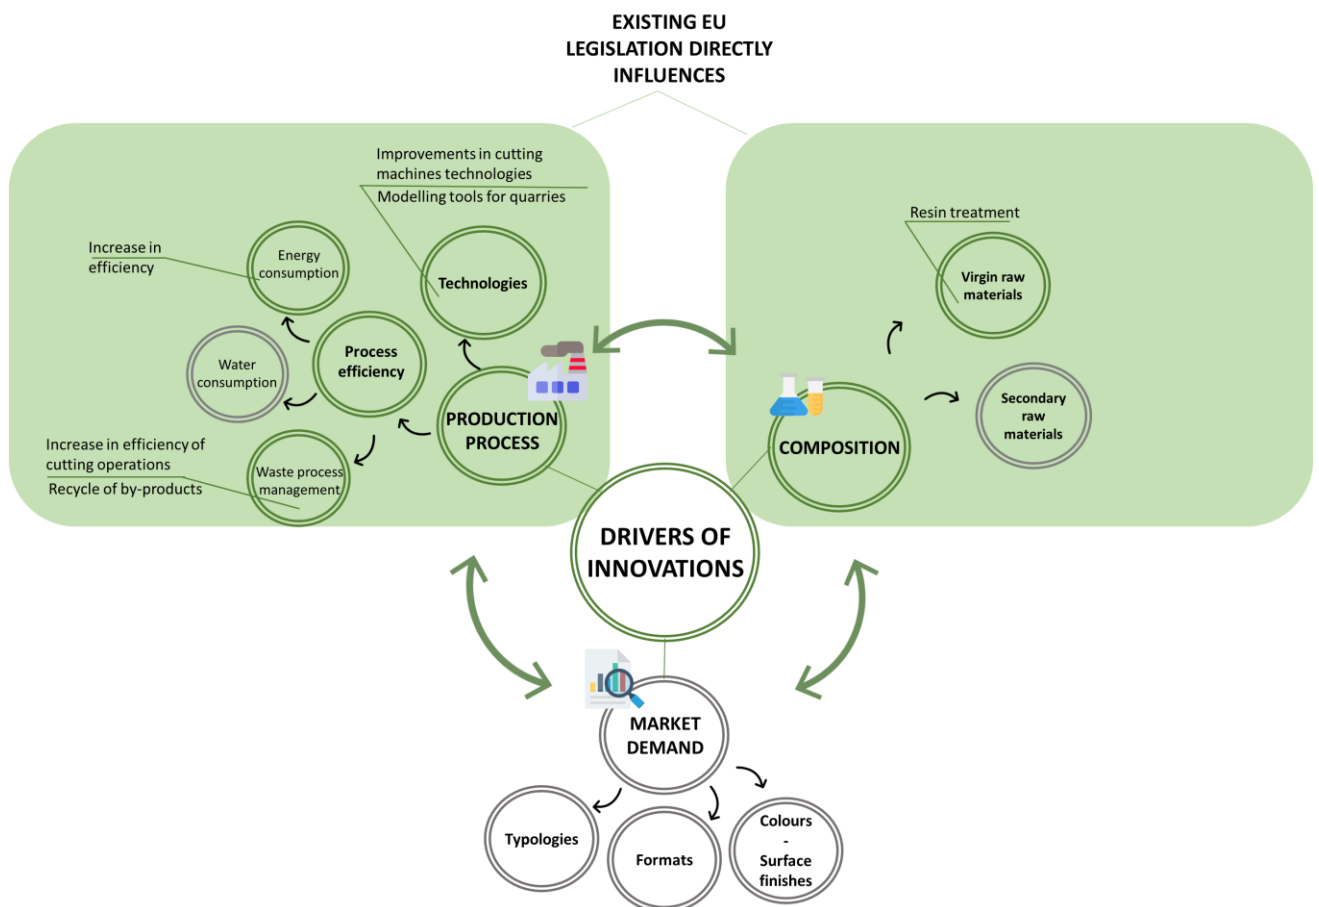 EXISTING EU
LEGISLATION DIRECTLY
INFLUENCES
Improvements in cutting
machines technologies
Modelling tools for quarries
Increase in
efficiency
Energy
consumption
Technologies
Water
consumption
Process
efficiency
PRODUCTION
PROCESS
Increase in efficiency of
cutting operations
Recycle of by-products
Waste process
management
Resin treatment
Virgin raw
materials
Secondary
raw
materials
COMPOSITION
DRIVERS OF
INNOVATIONS
MARKET
DEMAND
Typologies
Formats
Colours
-
Surface
finishes